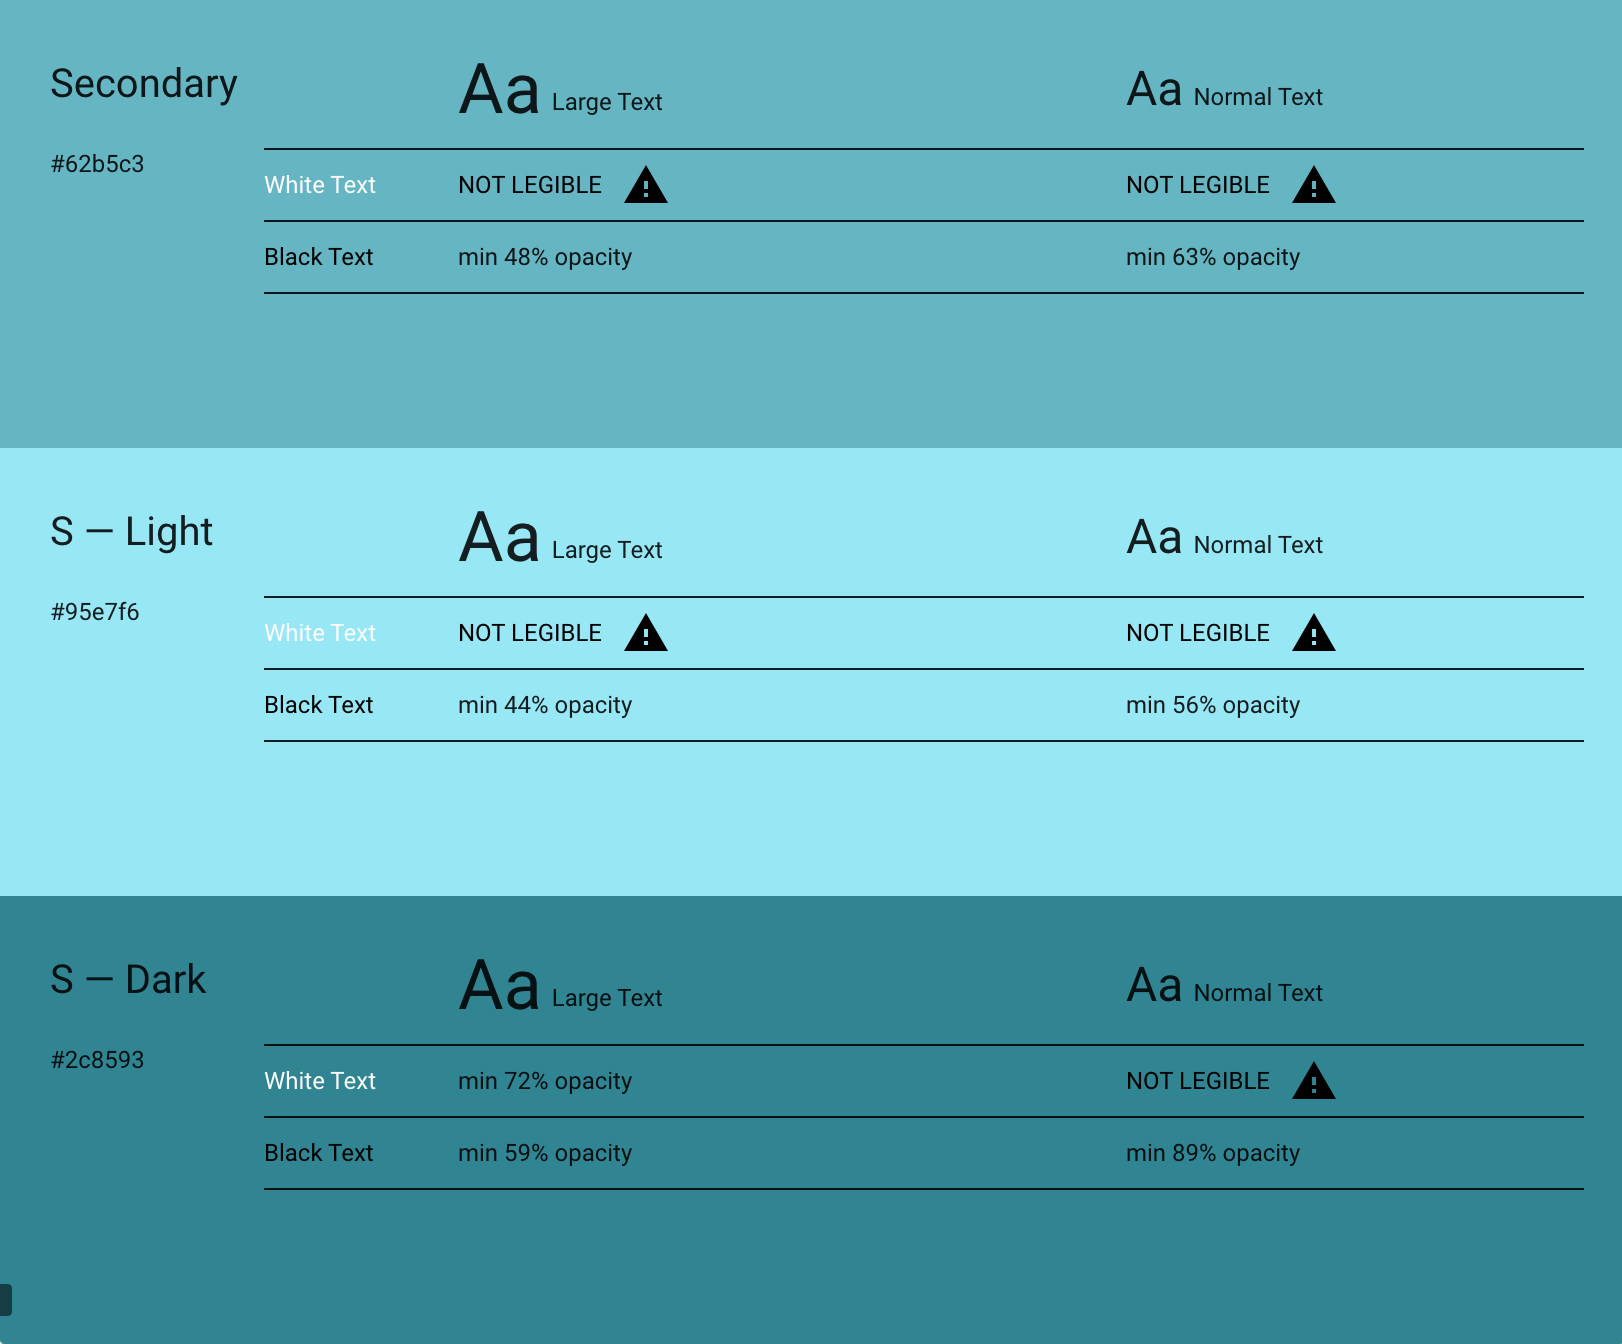 Secondary
Aa Large Text
Aa Normal Text
#62b5c3
White Text NOT LEGIBLE NOT LEGIBLE
Black Text min 48% opacity min 63% opacity
S — Light
Aa Large Text
Aa Normal Text
#95e7f6
White Text NOT LEGIBLE NOT LEGIBLE
Black Text min 44% opacity min 56% opacity
S — Dark
Aa Large Text
Aa Normal Text
#2c8593
White Text min 72% opacity NOT LEGIBLE
Black Text min 59% opacity min 89% opacity